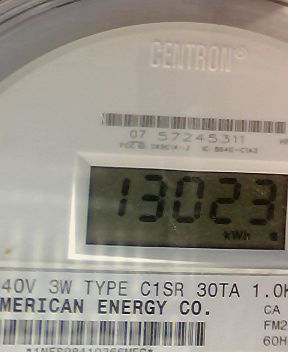 CENTRON®
07 57245311
13023
kWh
40V 3W TYPE C1SR 30TA 1.0K
MERICAN ENERGY CO.
CA
FM2
60H